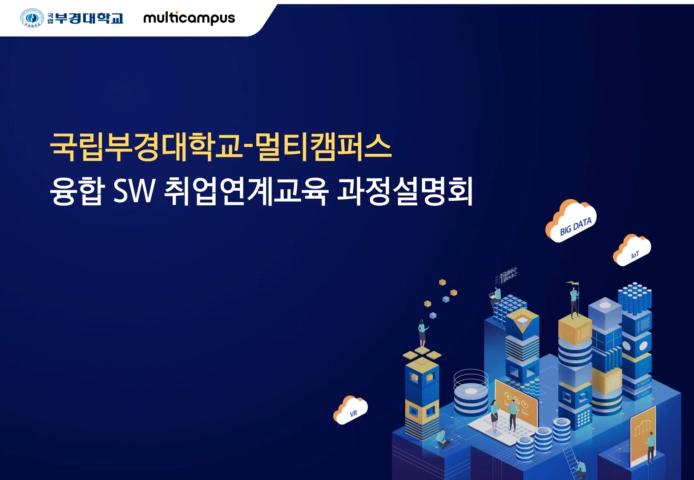 국립부경대학교 multicampus
국립부경대학교-멀티캠퍼스
융합 SW 취업연계교육 과정설명회
BIG DATA
IoT
VR